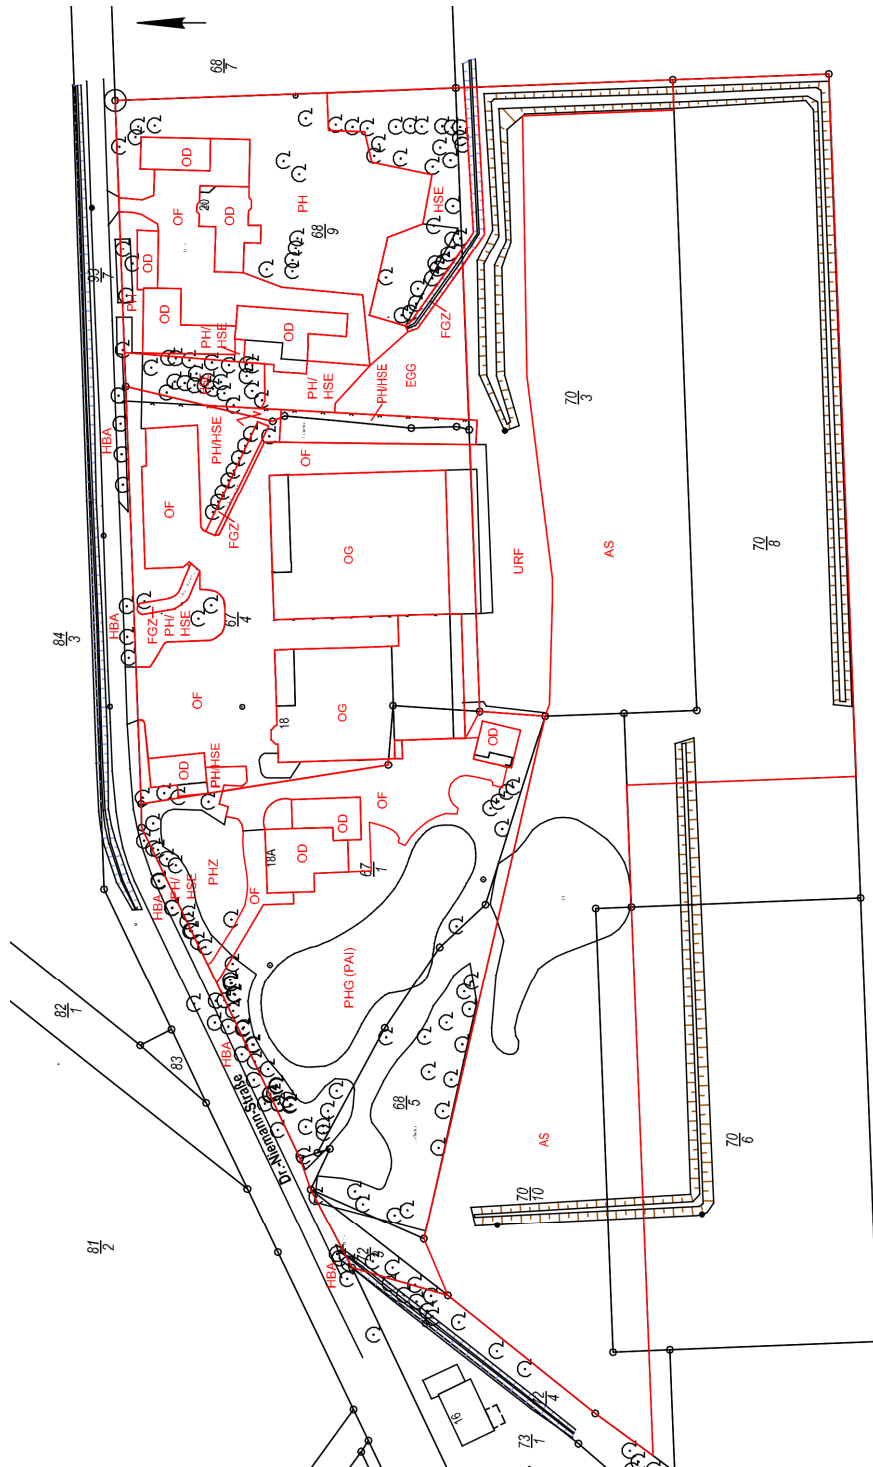 68
7
OD
PH
20
OF
OD
68
9
HSE
OD
93
7
PH
OD
PH/
HSE
OD
FGZ
PH/
HSE
PH/HSE
EGG
70
3
HBA
PH/HSE
OF
OF
FGZ
OG
URF
AS
70
8
84
3
HBA
FGZ
PH/
HSE
67
4
OF
18
OG
OD
OD
PH/HSE
OF
OD
18A
OD
67
1
PHZ
PH/
HSE
HBA
OF
PHG (PAI)
82
1
83
HBA
Dr.-Niemann-Straße
68
5
AS
70
6
70
10
81
2
HBA
72
5
16
72
4
73
1